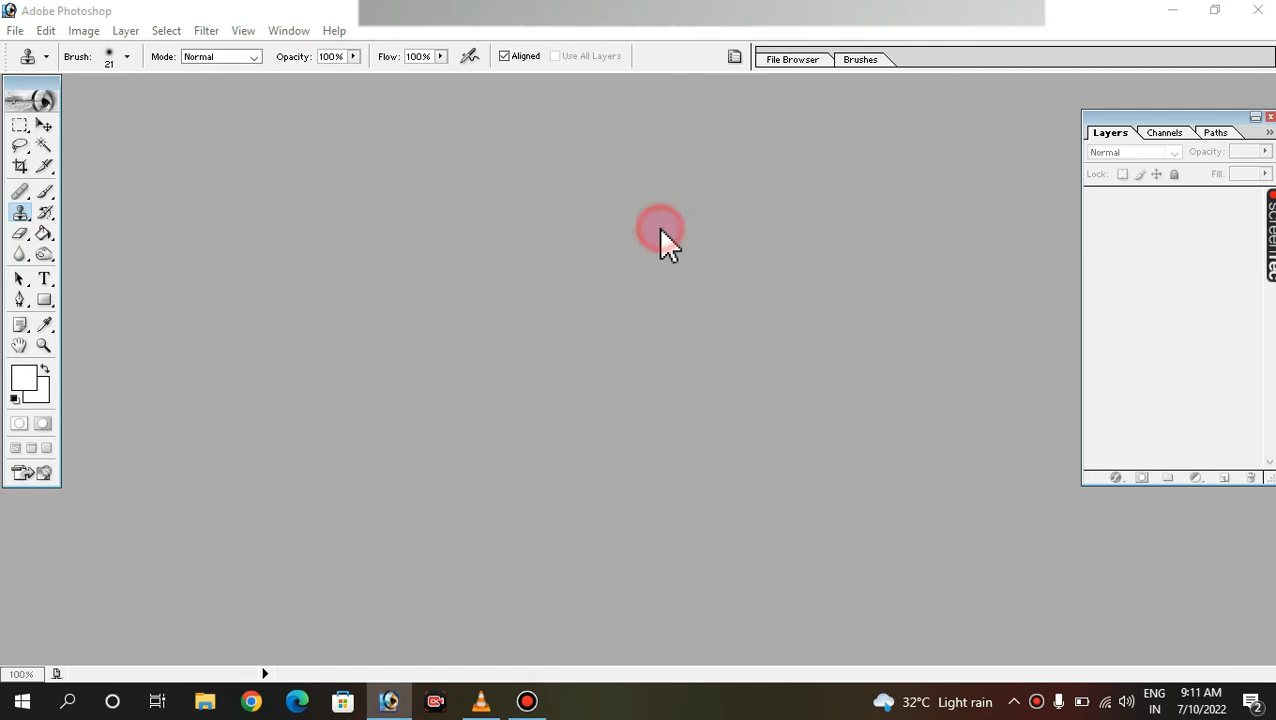 Adobe Photoshop
File Edit Image Layer Select Filter View Window Help
Brush: 21 Mode: Normal Opacity: 100% Flow: 100% Aligned Use All Layers File Browser Brushes
Layers Channels Paths
Normal Opacity:
Lock: Fill:
screenrec
T
100%
32°C Light rain ENG IN 9:11 AM 7/10/2022 2